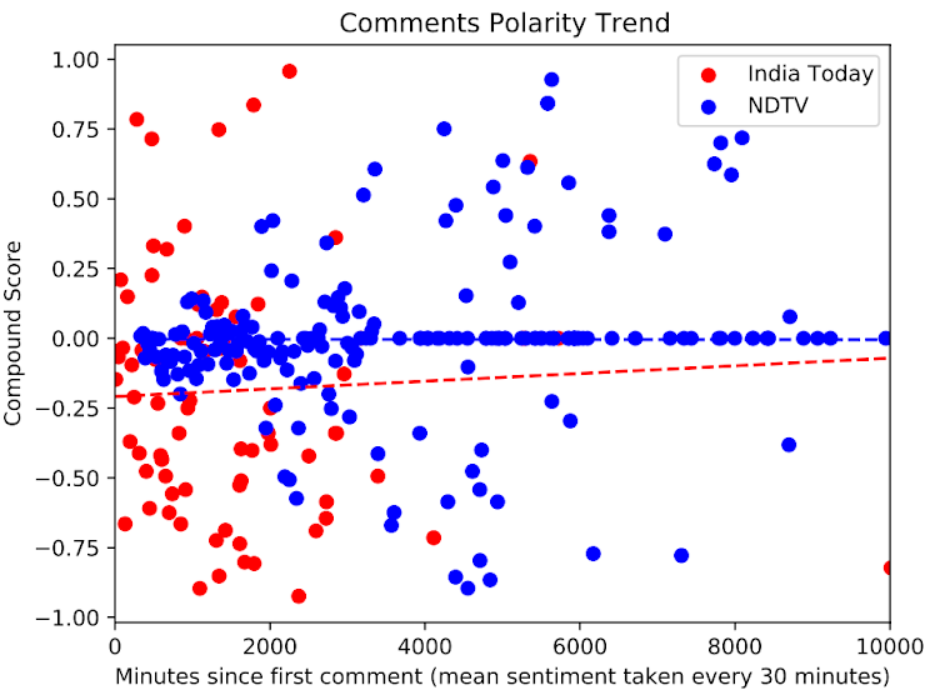 Comments Polarity Trend
India Today
NDTV
1.00
0.75
0.50
0.25
0.00
−0.25
−0.50
−0.75
−1.00
Compound Score
0 2000 4000 6000 8000 10000
Minutes since first comment (mean sentiment taken every 30 minutes)